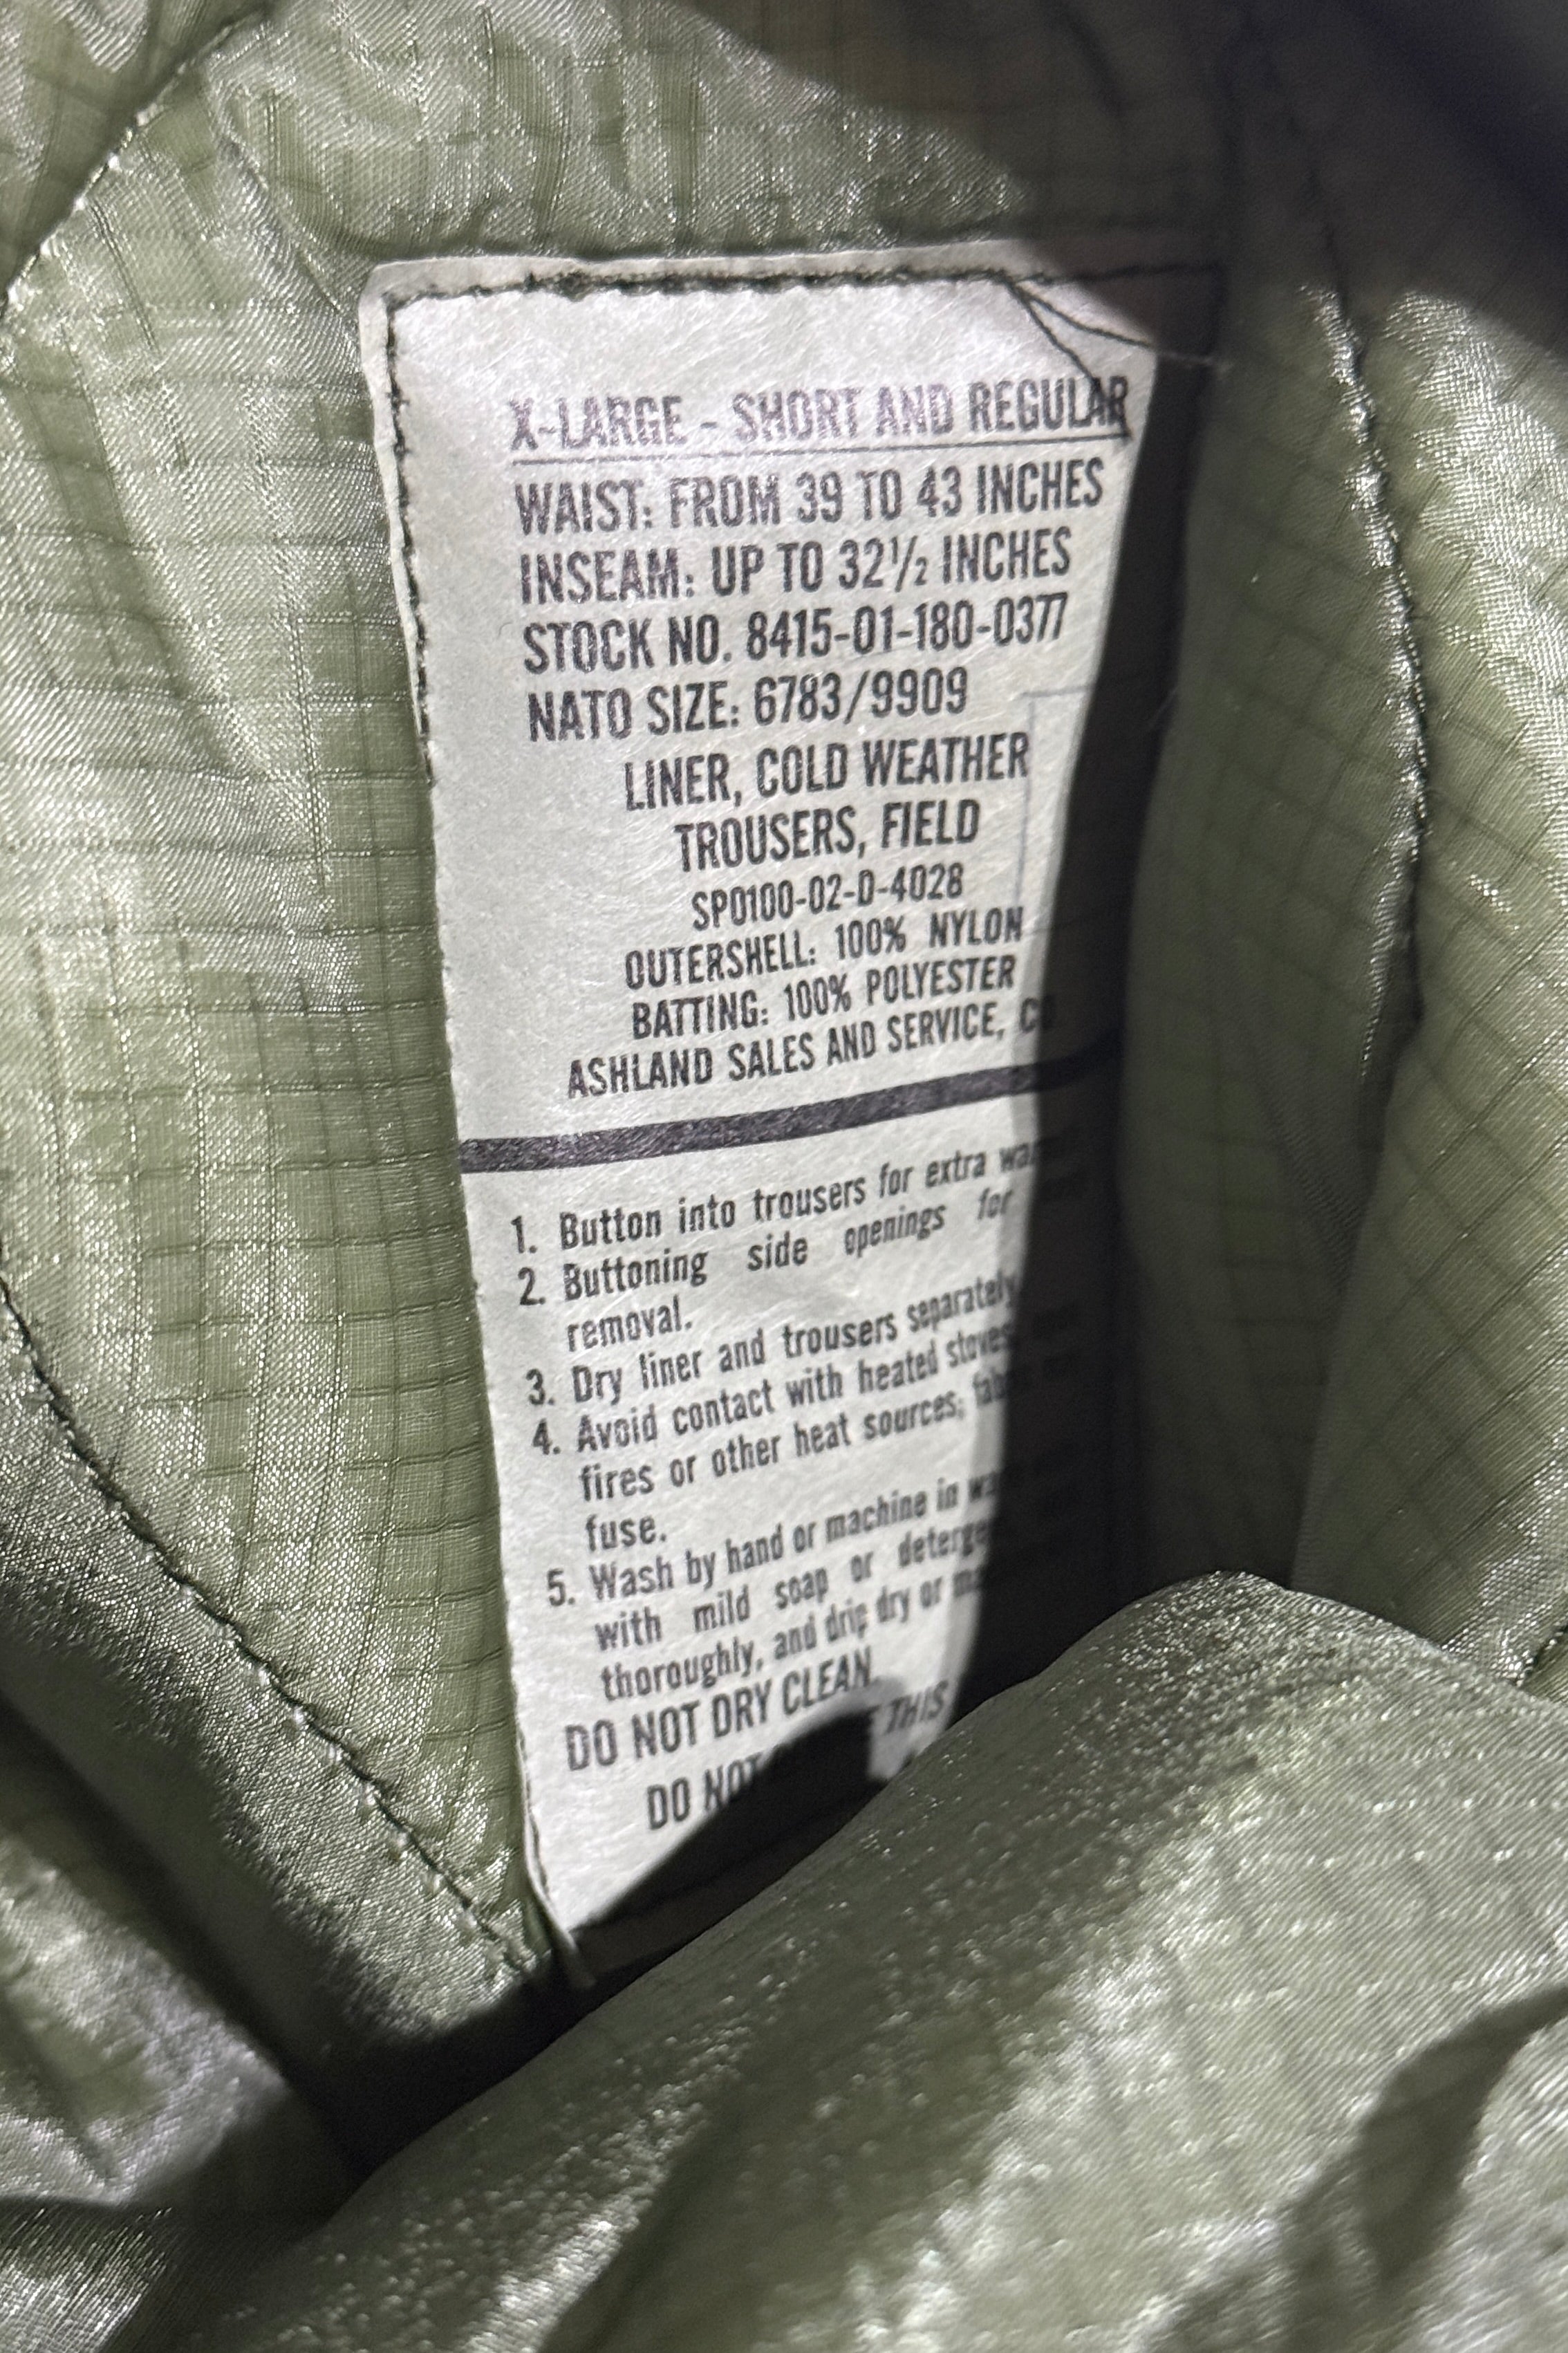 X-LARGE - SHORT AND REGULAR
WAIST: FROM 39 TO 43 INCHES
INSEAM: UP TO 32½ INCHES
STOCK NO. 8415-01-180-0377
NATO SIZE: 6783/9909
LINER, COLD WEATHER
TROUSERS, FIELD
SP0100-02-D-4028
OUTERSHELL: 100% NYLON
BATTING: 100% POLYESTER
ASHLAND SALES AND SERVICE, CO
1. Button into trousers for extra
2. Buttoning side openings for
removal.
3. Dry liner and trousers separately
4. Avoid contact with heated stoves
fires or other heat sources;
fuse.
5. Wash by hand or machine in
with mild soap or
thoroughly, and drip dry or
DO NOT DRY CLEAN.
DO NOT THIS